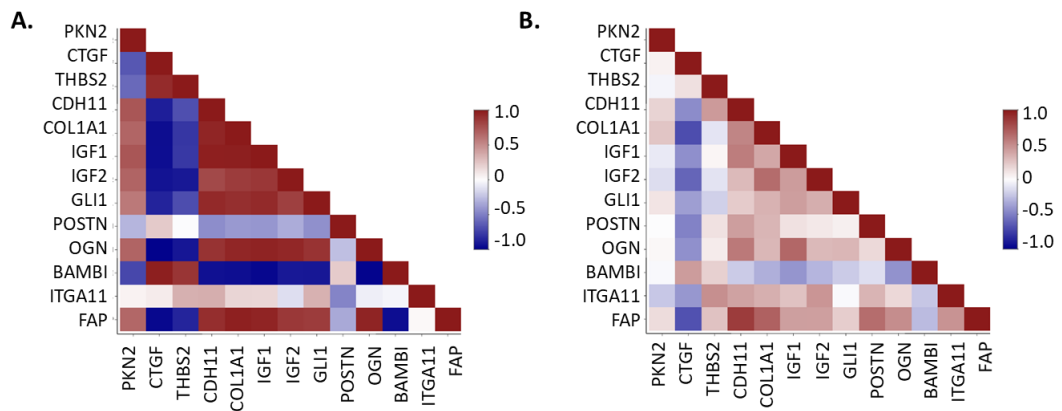 A.
PKN2
CTGF
THBS2
CDH11
COL1A1
IGF1
IGF2
GLI1
POSTN
OGN
BAMBI
ITGA11
FAP
PKN2
CTGF
THBS2
CDH11
COL1A1
IGF1
IGF2
GLI1
POSTN
OGN
BAMBI
ITGA11
FAP
1.0
0.5
0
-0.5
-1.0
B.
PKN2
CTGF
THBS2
CDH11
COL1A1
IGF1
IGF2
GLI1
POSTN
OGN
BAMBI
ITGA11
FAP
PKN2
CTGF
THBS2
CDH11
COL1A1
IGF1
IGF2
GLI1
POSTN
OGN
BAMBI
ITGA11
FAP
1.0
0.5
0
-0.5
-1.0